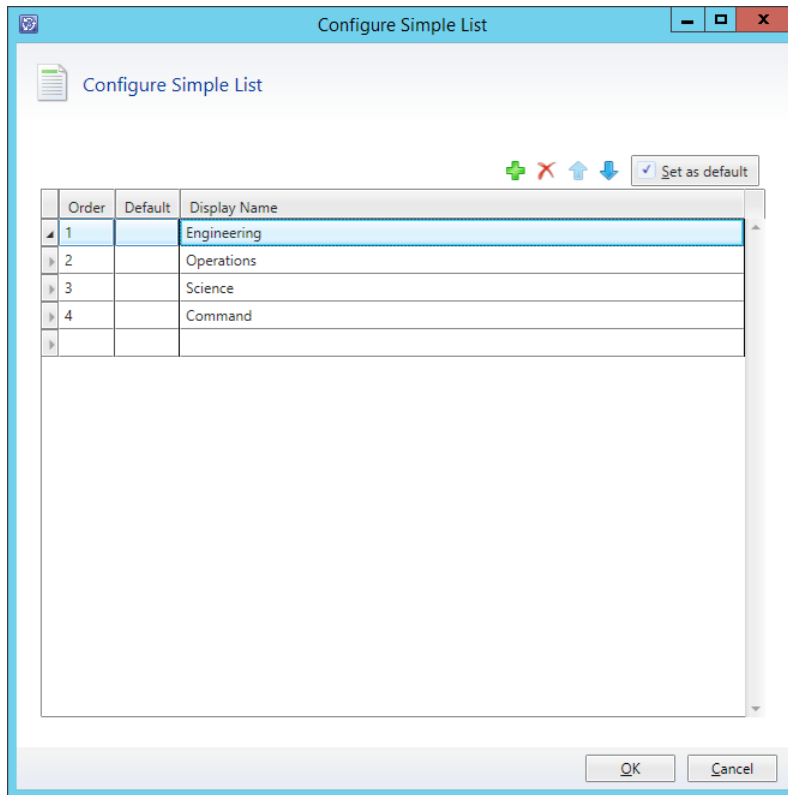 Configure Simple List
Configure Simple List
Set as default
Order Default Display Name
1 Engineering
2 Operations
3 Science
4 Command
OK Cancel